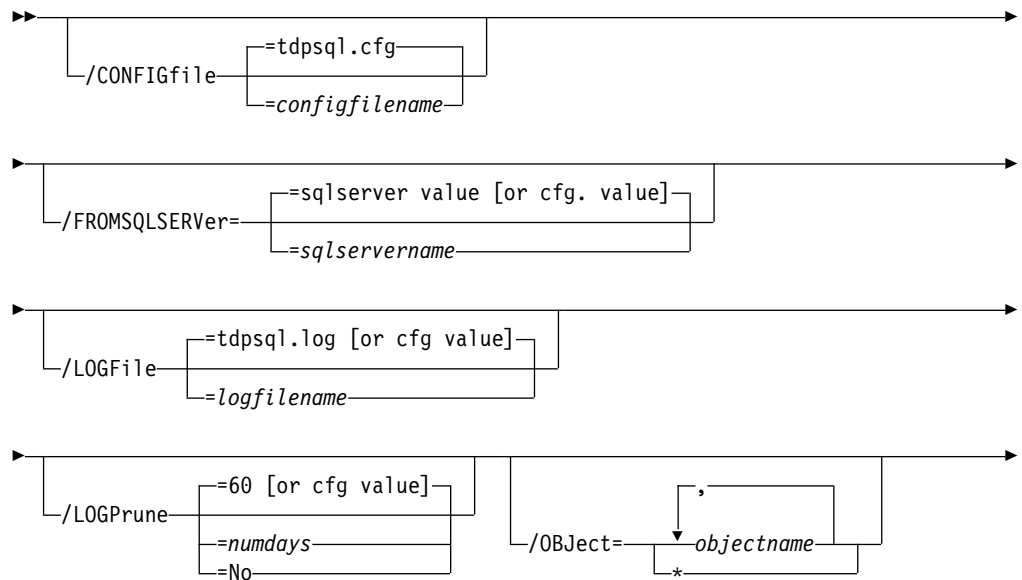 =tdpsql.cfg
/CONFIGfile
=configfilename
=sqlserver value [or cfg. value]
/FROMSQLSERVer=
=sqlservername
=tdpsql.log [or cfg value]
/LOGFile
=logfilename
=60 [or cfg value]
/LOGPrune
=numdays
=No
,
/OBJect=
objectname
*